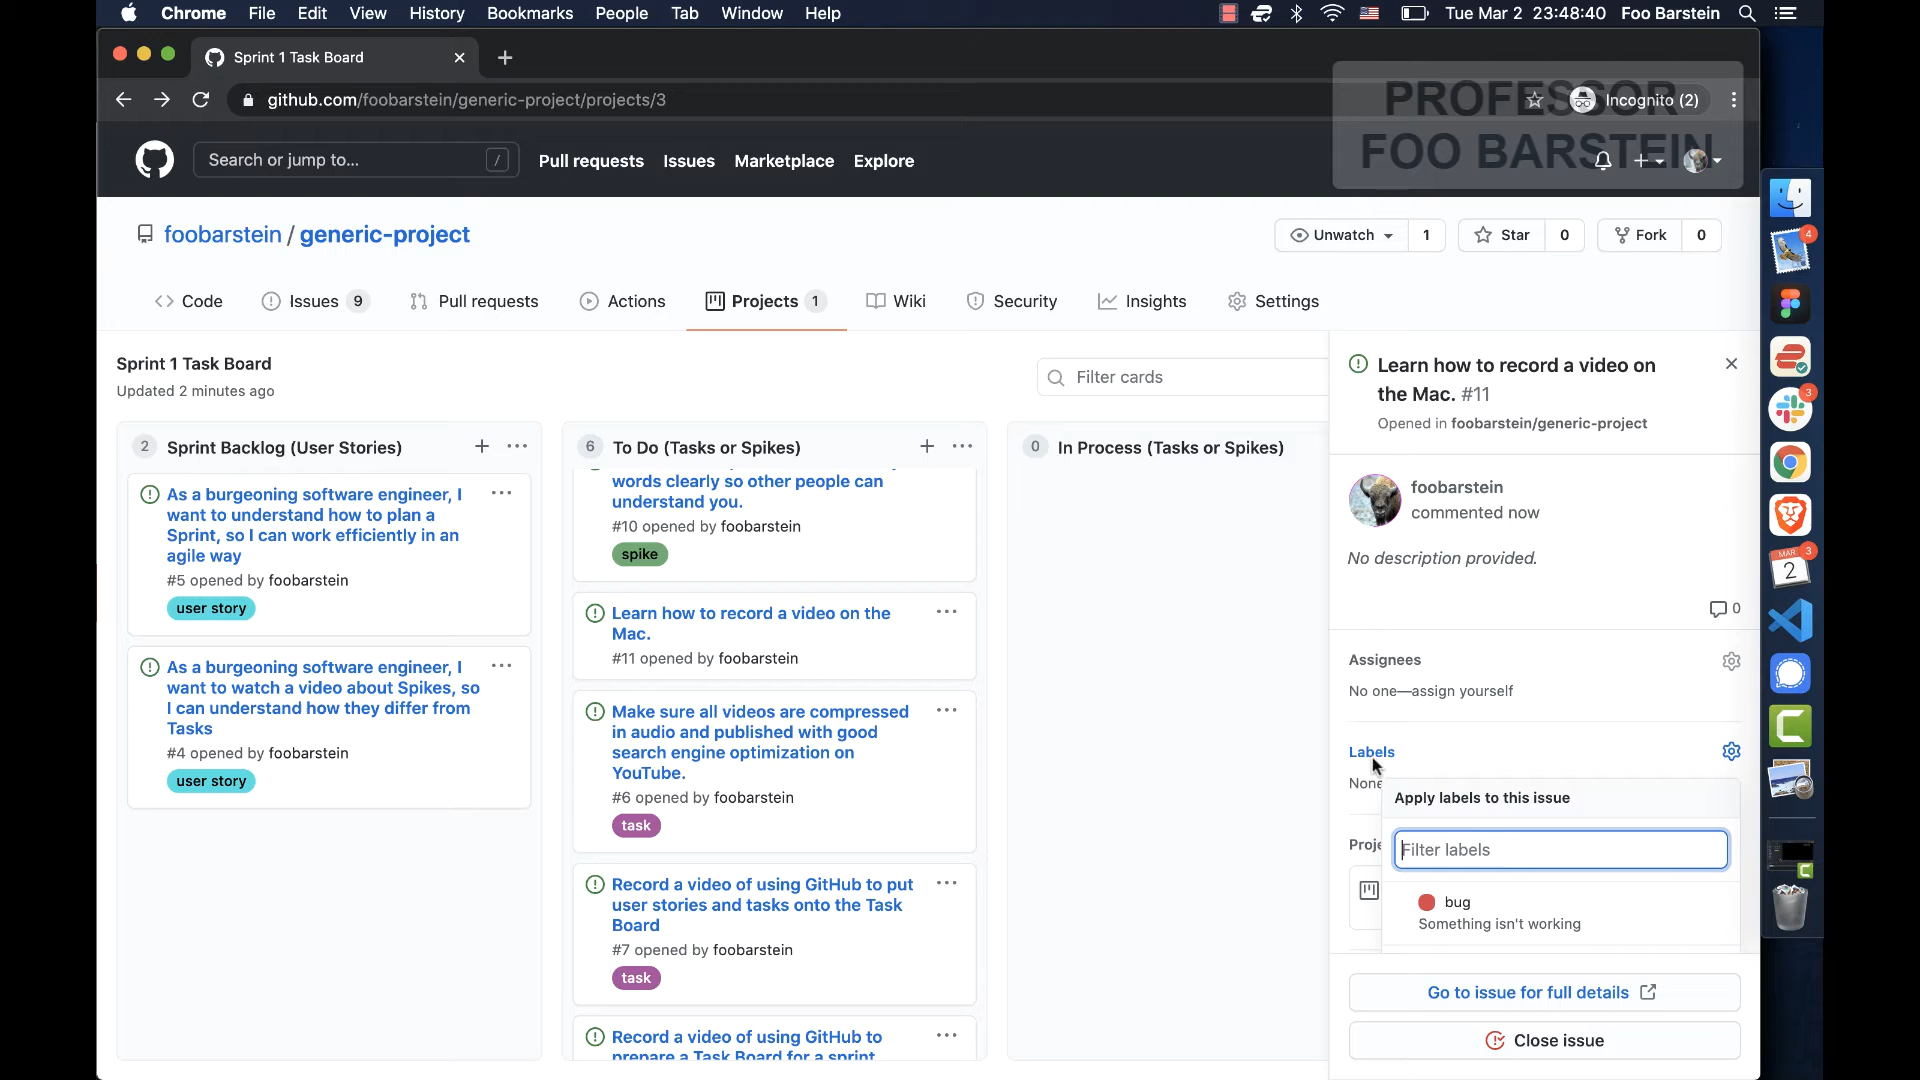 Chrome File Edit View History Bookmarks People Tab Window Help
Tue Mar 2 23:48:40 Foo Barstein
Sprint 1 Task Board
github.com/foobarstein/generic-project/projects/3
Incognito (2)
PROFESSOR
FOO BARSTEIN
Search or jump to... /
Pull requests Issues Marketplace Explore
foobarstein / generic-project
Unwatch 1 Star 0 Fork 0
Code Issues 9 Pull requests Actions Projects 1 Wiki Security Insights Settings
Sprint 1 Task Board
Updated 2 minutes ago
Filter cards
2 Sprint Backlog (User Stories)
As a burgeoning software engineer, I
want to understand how to plan a
Sprint, so I can work efficiently in an
agile way
#5 opened by foobarstein
user story
As a burgeoning software engineer, I
want to watch a video about Spikes, so
I can understand how they differ from
Tasks
#4 opened by foobarstein
user story
6 To Do (Tasks or Spikes)
words clearly so other people can
understand you.
#10 opened by foobarstein
spike
Learn how to record a video on the
Mac.
#11 opened by foobarstein
Make sure all videos are compressed
in audio and published with good
search engine optimization on
YouTube.
#6 opened by foobarstein
task
Record a video of using GitHub to put
user stories and tasks onto the Task
Board
#7 opened by foobarstein
task
Record a video of using GitHub to
prepare a Task Board for a sprint
0 In Process (Tasks or Spikes)
Learn how to record a video on
the Mac. #11
Opened in foobarstein/generic-project
foobarstein
commented now
No description provided.
0
Assignees
No one—assign yourself
Labels
None
Apply labels to this issue
Proje
Filter labels
bug
Something isn't working
Go to issue for full details
Close issue
4
3
MAR 3
2